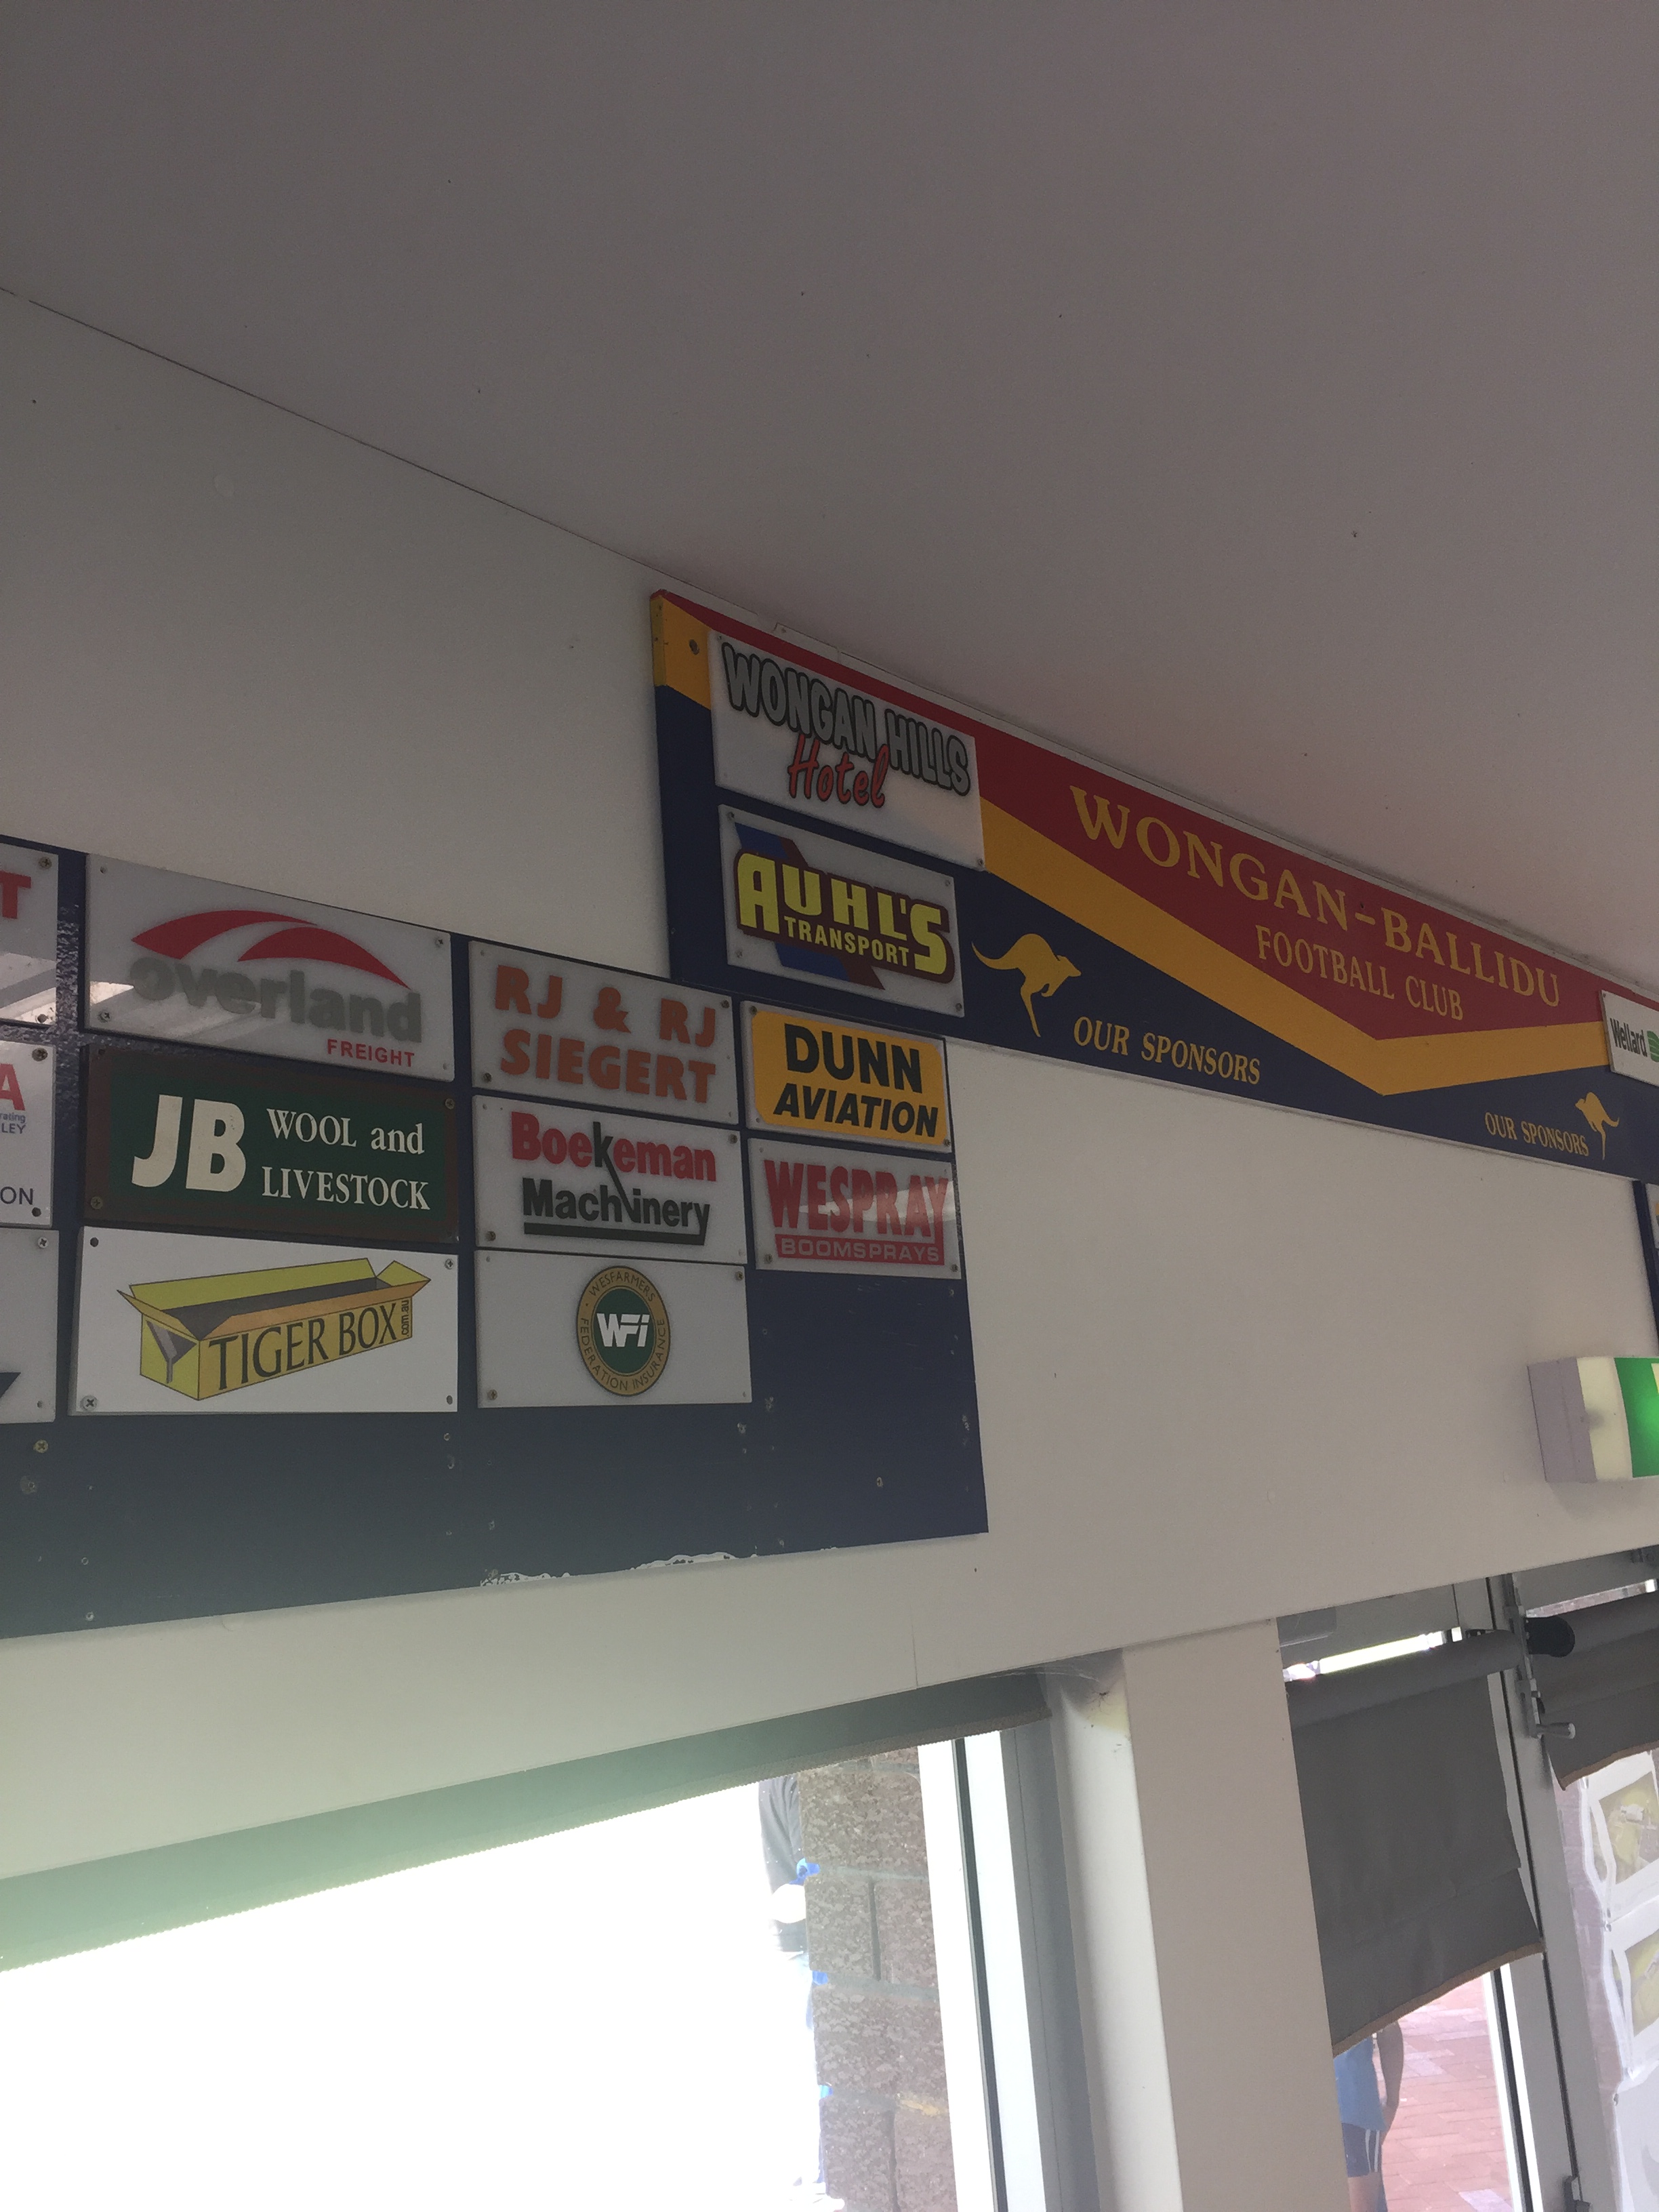 WONGAN HILLS
Hotel
AUHL'S
TRANSPORT
WONGAN-BALLIDU
FOOTBALL CLUB
OUR SPONSORS
OUR SPONSORS
Wellard
T
overland
FREIGHT
RJ & RJ
SIEGERT
DUNN
AVIATION
A
LEY
ON
JB WOOL and
LIVESTOCK
Boekeman
Machinery
WESPRAY
BOOMSPRAYS
TIGER BOX
.com.au
WESFARMERS
WFi
FEDERATION INSURANCE